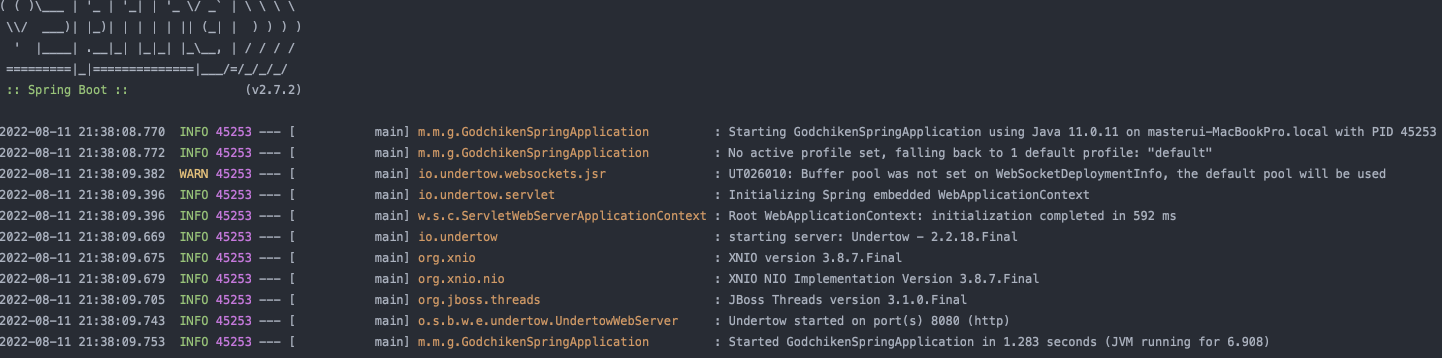 ( ( )\___ | '_ | '_| | '_ \/ _` | \ \ \ \
 \\/  ___)| |_)| | | | | || (_| |  ) ) ) )
  '  |____| .__|_| |_|_| |_\__, | / / / /
 =========|_|==============|___/=/_/_/_/
 :: Spring Boot ::                (v2.7.2)
2022-08-11 21:38:08.770  INFO 45253 --- [           main] m.m.g.GodchikenSpringApplication         : Starting GodchikenSpringApplication using Java 11.0.11 on masterui-MacBookPro.local with PID 45253
2022-08-11 21:38:08.772  INFO 45253 --- [           main] m.m.g.GodchikenSpringApplication         : No active profile set, falling back to 1 default profile: "default"
2022-08-11 21:38:09.382  WARN 45253 --- [           main] io.undertow.websockets.jsr               : UT026010: Buffer pool was not set on WebSocketDeploymentInfo, the default pool will be used
2022-08-11 21:38:09.396  INFO 45253 --- [           main] io.undertow.servlet                      : Initializing Spring embedded WebApplicationContext
2022-08-11 21:38:09.396  INFO 45253 --- [           main] w.s.c.ServletWebServerApplicationContext : Root WebApplicationContext: initialization completed in 592 ms
2022-08-11 21:38:09.669  INFO 45253 --- [           main] io.undertow                              : starting server: Undertow - 2.2.18.Final
2022-08-11 21:38:09.675  INFO 45253 --- [           main] org.xnio                                 : XNIO version 3.8.7.Final
2022-08-11 21:38:09.679  INFO 45253 --- [           main] org.xnio.nio                             : XNIO NIO Implementation Version 3.8.7.Final
2022-08-11 21:38:09.705  INFO 45253 --- [           main] org.jboss.threads                        : JBoss Threads version 3.1.0.Final
2022-08-11 21:38:09.743  INFO 45253 --- [           main] o.s.b.w.e.undertow.UndertowWebServer     : Undertow started on port(s) 8080 (http)
2022-08-11 21:38:09.753  INFO 45253 --- [           main] m.m.g.GodchikenSpringApplication         : Started GodchikenSpringApplication in 1.283 seconds (JVM running for 6.908)